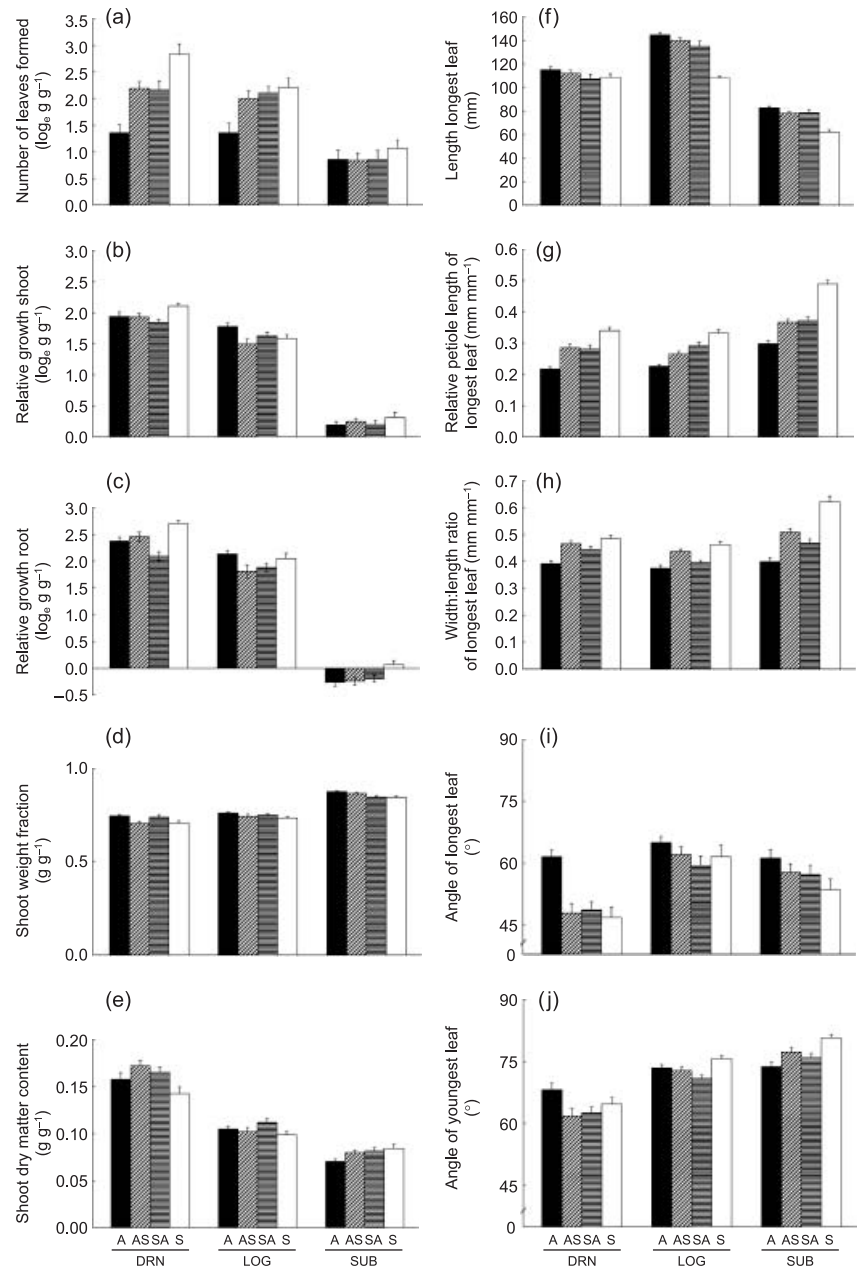 (a)
Number of leaves formed
(logₑ g g⁻¹)
3.5
3.0
2.5
2.0
1.5
1.0
0.5
0.0
(b)
Relative growth shoot
(logₑ g g⁻¹)
3.0
2.5
2.0
1.5
1.0
0.5
0.0
(c)
Relative growth root
(logₑ g g⁻¹)
3.0
2.5
2.0
1.5
1.0
0.5
0.0
−0.5
(d)
Shoot weight fraction
(g g⁻¹)
1.0
0.5
0.0
(e)
Shoot dry matter content
(g g⁻¹)
0.20
0.15
0.10
0.05
0.00
A AS SA S A AS SA S A AS SA S
DRN LOG SUB
(f)
Length longest leaf
(mm)
160
140
120
100
80
60
40
20
0
(g)
Relative petiole length of
longest leaf (mm mm⁻¹)
0.6
0.5
0.4
0.3
0.2
0.1
0.0
(h)
Width:length ratio
of longest leaf (mm mm⁻¹)
0.7
0.6
0.5
0.4
0.3
0.2
0.1
0.0
(i)
Angle of longest leaf
(°)
90
75
60
45
0
(j)
Angle of youngest leaf
(°)
90
75
60
45
0
A AS SA S A AS SA S A AS SA S
DRN LOG SUB